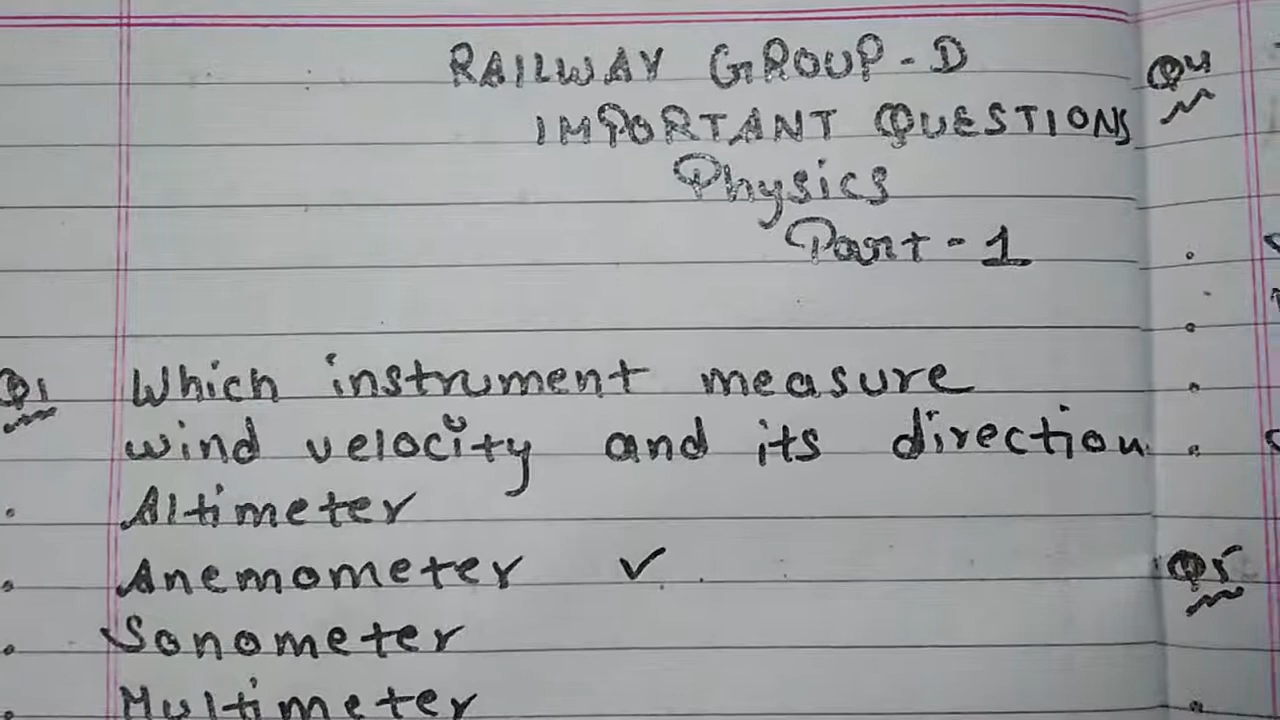 RAILWAY GROUP-D
IMPORTANT QUESTIONS
Physics
Part-1
Q1 Which instrument measure
wind velocity and its direction.
. Altimeter
. Anemometer ✓
. Sonometer
. Multimeter
Q4
Q5